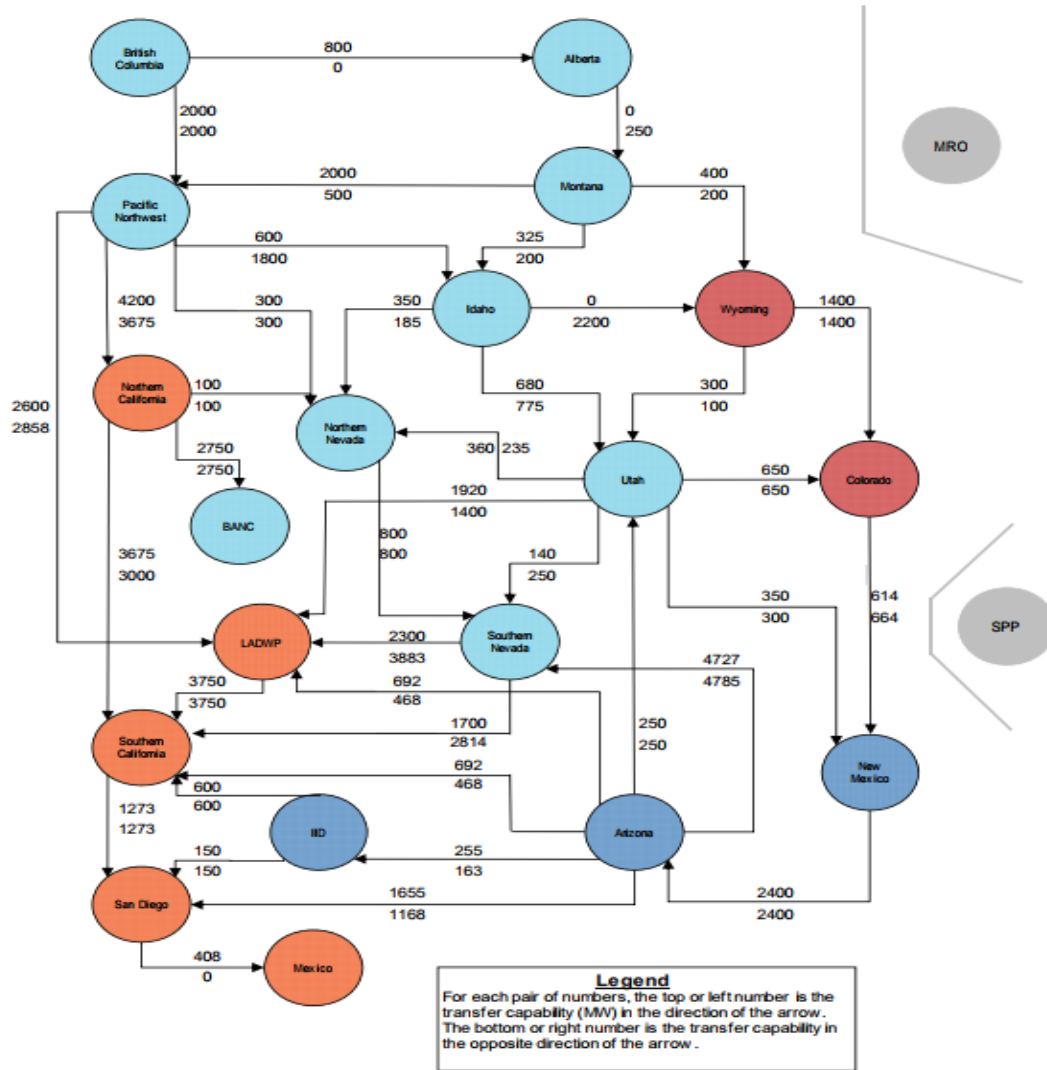 British
Columbia
800
0
Alberta
2000
2000
0
250
MRO
Pacific
Northwest
2000
500
Montana
400
200
600
1800
325
200
4200
3675
300
300
350
185
Idaho
0
2200
Wyoming
1400
1400
Northern
California
100
100
680
775
300
100
2600
2858
Northern
Nevada
360 235
2750
2750
Utah
650
650
Colorado
BANC
1920
1400
3675
3000
800
800
140
250
350
300
614
664
SPP
LADWP
2300
3883
Southern
Nevada
4727
4785
3750
3750
692
468
Southern
California
1700
2814
250
250
New
Mexico
692
468
600
600
1273
1273
IID
Arizona
150
150
255
163
San Diego
1655
1168
2400
2400
408
0
Mexico
Legend
For each pair of numbers, the top or left number is the
transfer capability (MW) in the direction of the arrow.
The bottom or right number is the transfer capability in
the opposite direction of the arrow .